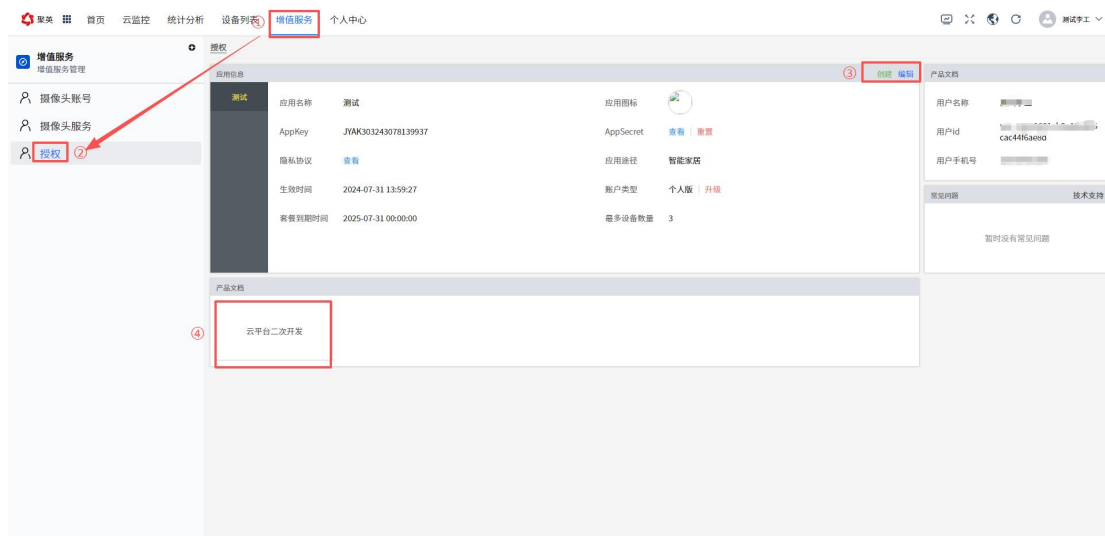 聚英 首页 云监控 统计分析 设备列表 ① 增值服务 个人中心 测试李工
增值服务
增值服务管理
摄像头账号
摄像头服务
授权 ②
授权
应用信息 ③ 创建 编辑
测试
应用名称 测试 应用图标
AppKey JYAK303243078139937 AppSecret 查看 重置
隐私协议 查看 应用途径 智能家居
生效时间 2024-07-31 13:59:27 账户类型 个人版 升级
套餐到期时间 2025-07-31 00:00:00 最多设备数量 3
产品文档
④ 云平台二次开发
产品文档
用户名称
用户id
cac44f6ae8d
用户手机号
常见问题 技术支持
暂时没有常见问题